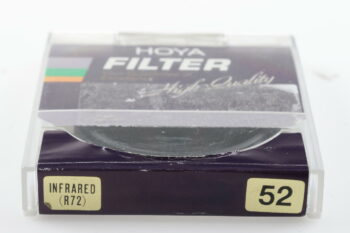 HOYA
FILTER
High Quality
INFRARED
(R72)
52